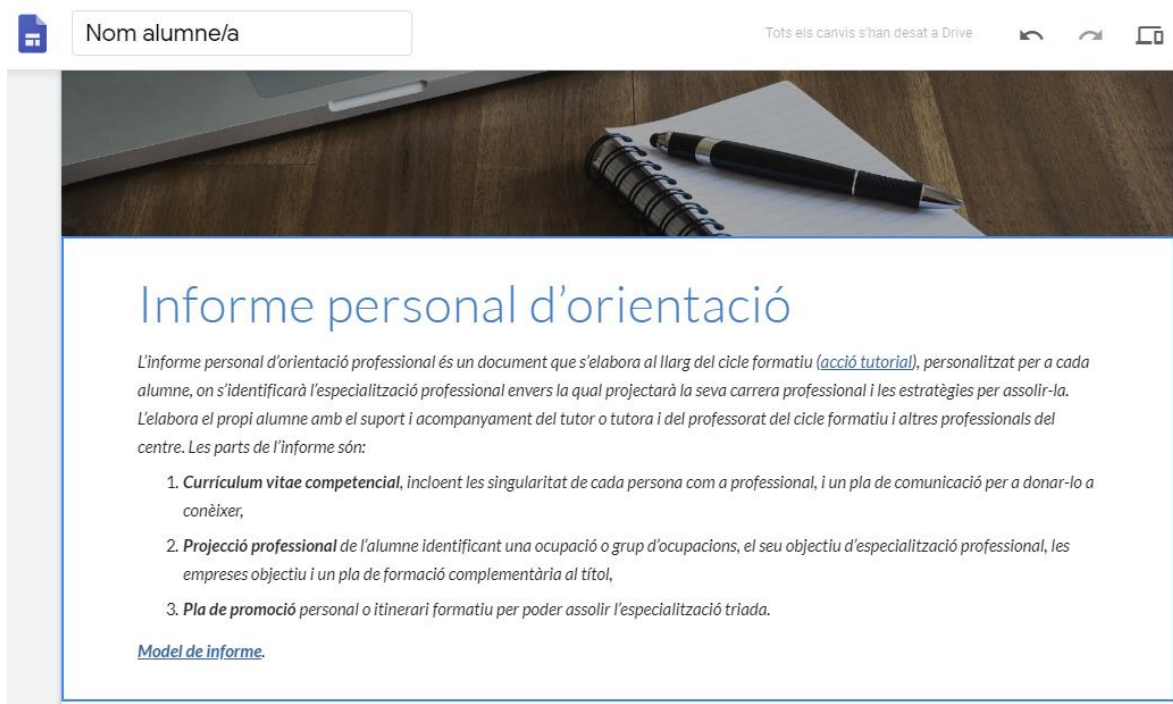 Nom alumne/a
Tots els canvis s'han desat a Drive
Informe personal d'orientació
L'informe personal d'orientació professional és un document que s'elabora al llarg del cicle formatiu (acció tutorial), personalitzat per a cada
alumne, on s'identificarà l'especialització professional envers la qual projectarà la seva carrera professional i les estratégies per assolir-la.
L'elabora el propi alumne amb el suport i acompanyament del tutor o tutora i del professorat del cicle formatiu i altres professionals del
centre. Les parts de l'informe són:
1. Currículum vitae competencial, incloent les singularitat de cada persona com a professional, i un pla de comunicació per a donar-lo a
conèixer,
2. Projecció professional de l'alumne identificant una ocupació o grup d'ocupacions, el seu objectiu d'especialització professional, les
empreses objectiu i un pla de formació complementària al títol,
3. Pla de promoció personal o itinerari formatiu per poder assolir l'especialització triada.
Model de informe.